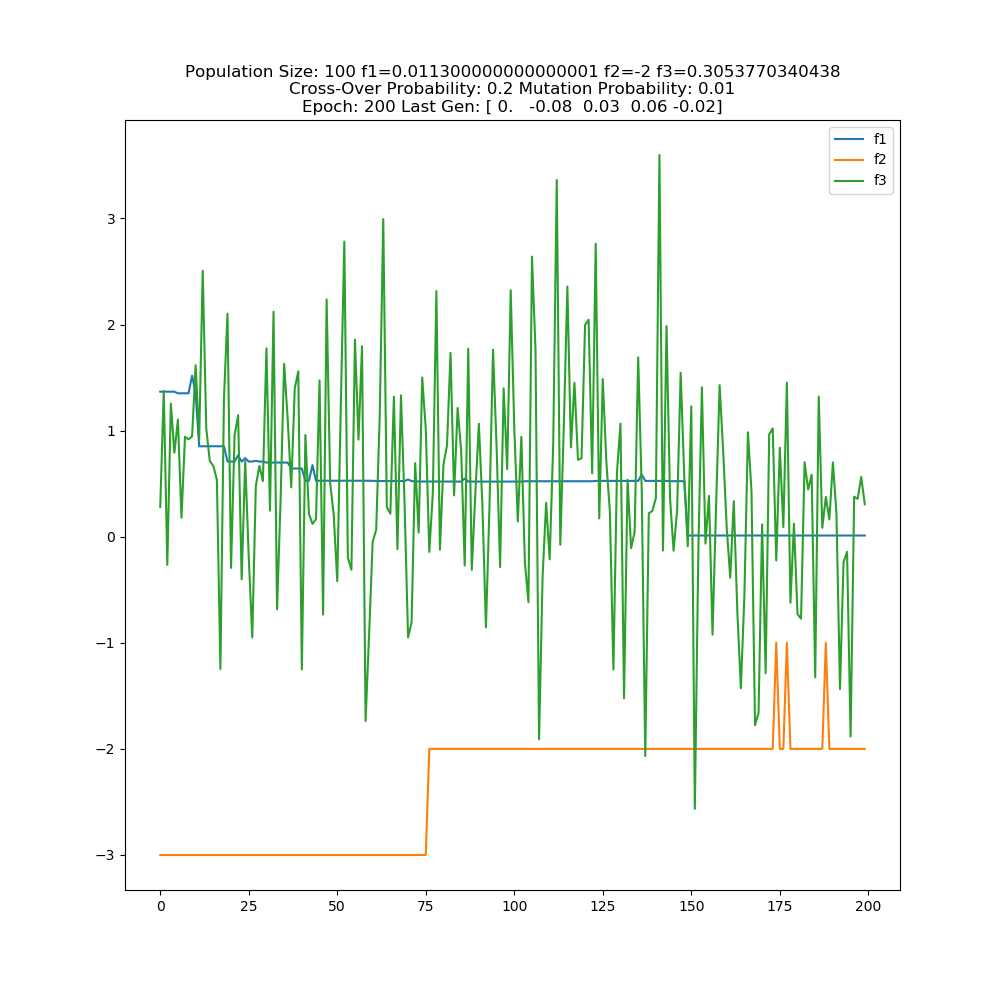 Population Size: 100 f1=0.011300000000000001 f2=-2 f3=0.3053770340438
Cross-Over Probability: 0.2 Mutation Probability: 0.01
Epoch: 200 Last Gen: [ 0.   -0.08  0.03  0.06 -0.02]
f1
f2
f3
3
2
1
0
−1
−2
−3
0 25 50 75 100 125 150 175 200